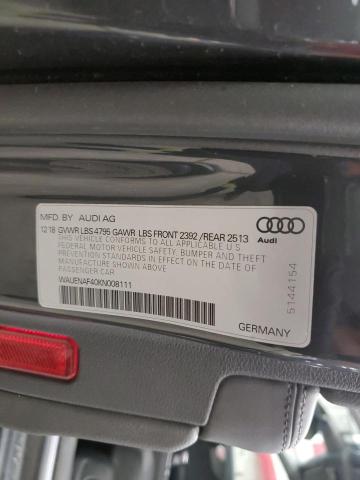 MFD. BY AUDI AG
12 18 GVWR LBS 4795 GAWR LBS FRONT 2392 /REAR 2513
THIS VEHICLE CONFORMS TO ALL APPLICABLE U S
FEDERAL MOTOR VEHICLE SAFETY, BUMPER AND THEFT
PREVENTION STANDARDS IN EFFECT ON THE DATE OF
MANUFACTURE SHOWN ABOVE
PASSENGER CAR
WAUENAF40KN008111
Audi
5144154
GERMANY